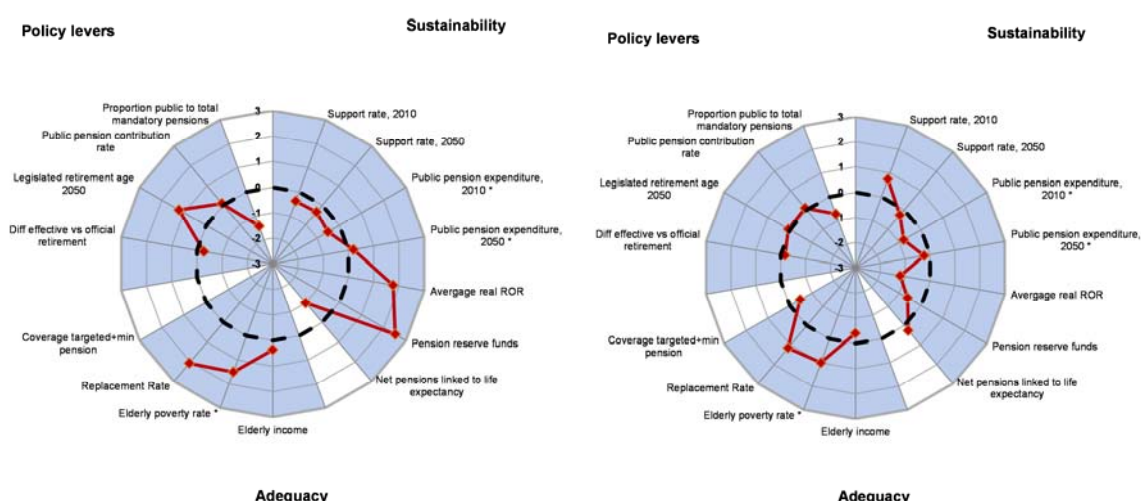 Policy levers
Sustainability
Proportion public to total
mandatory pensions
Public pension contribution
rate
Legislated retirement age
2050
Diff effective vs official
retirement
Coverage targeted+min
pension
Replacement Rate
Elderly poverty rate *
Elderly income
Net pensions linked to life
expectancy
Pension reserve funds
Avergage real ROR
Public pension expenditure,
2050 *
Public pension expenditure,
2010 *
Support rate, 2050
Support rate, 2010
3
2
1
0
-1
-2
-3
Adequacy
Policy levers
Sustainability
Proportion public to total
mandatory pensions
Public pension contribution
rate
Legislated retirement age
2050
Diff effective vs official
retirement
Coverage targeted+min
pension
Replacement Rate
Elderly poverty rate *
Elderly income
Net pensions linked to life
expectancy
Pension reserve funds
Avergage real ROR
Public pension expenditure,
2050 *
Public pension expenditure,
2010 *
Support rate, 2050
Support rate, 2010
3
2
1
0
-1
-2
-3
Adequacy